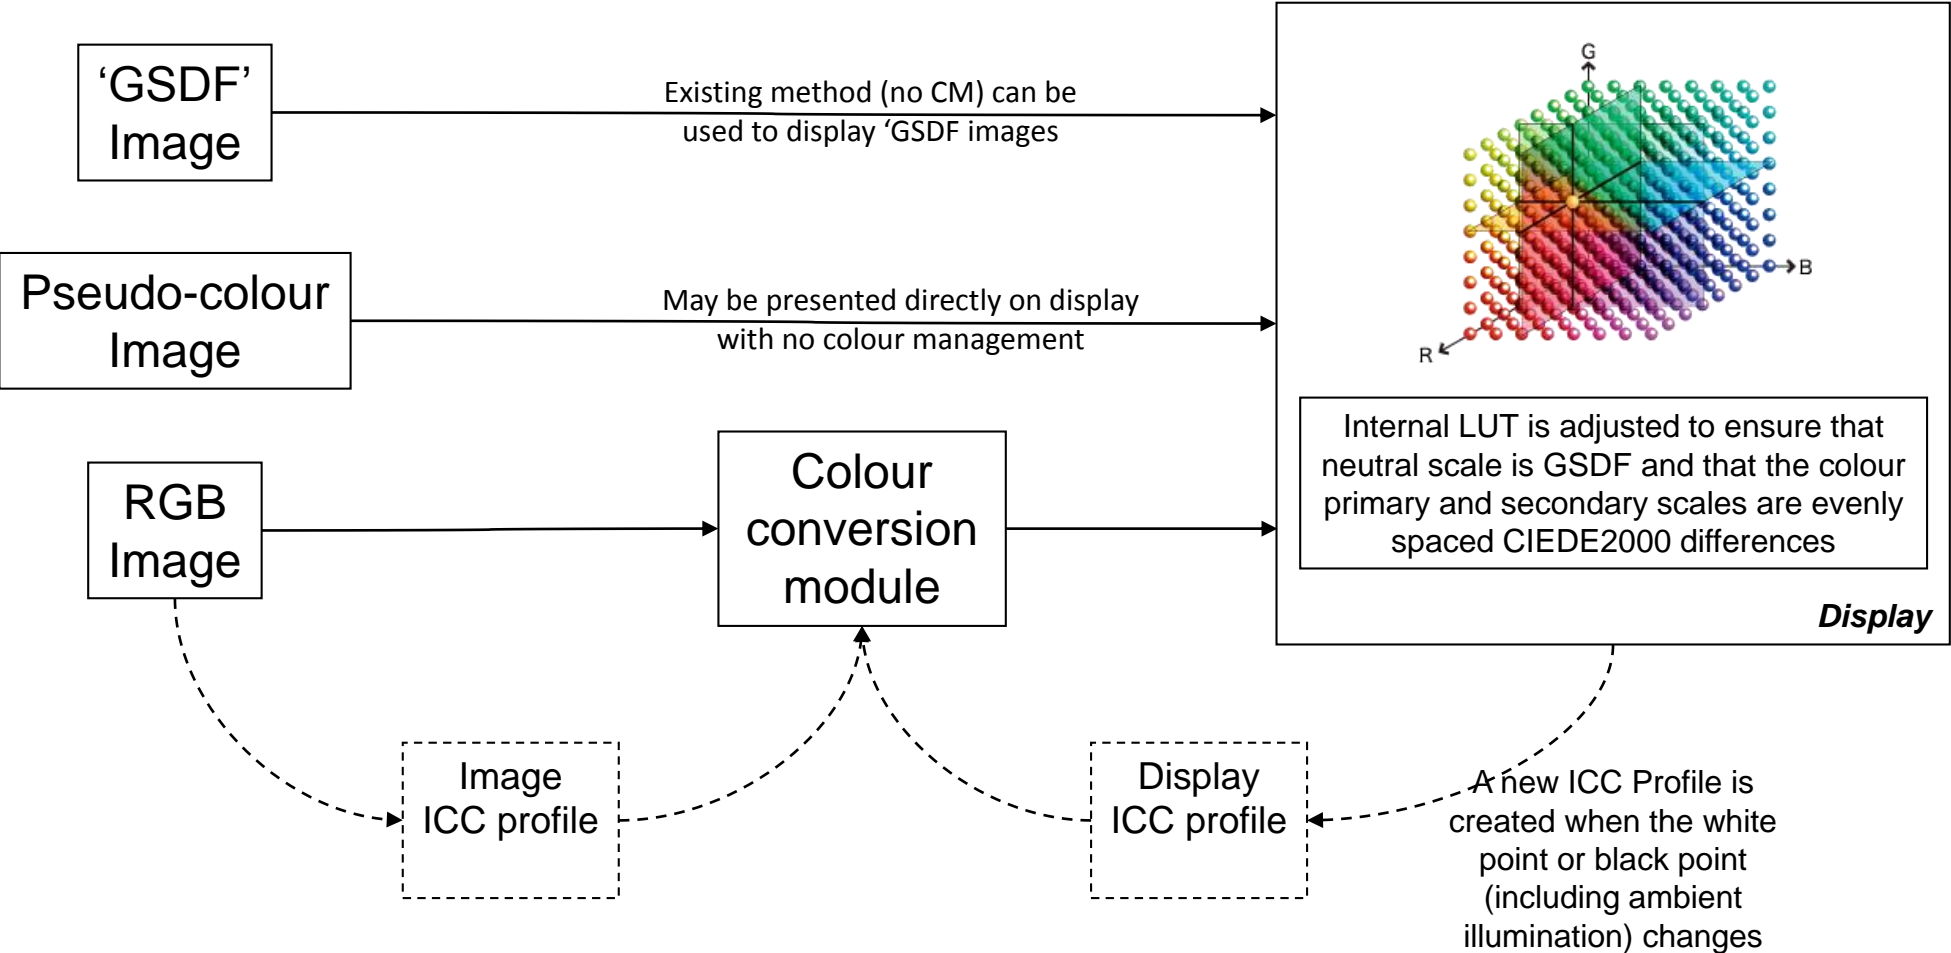 ‘GSDF’
Image
Existing method (no CM) can be
used to display ‘GSDF images
Pseudo-colour
Image
May be presented directly on display
with no colour management
RGB
Image
Colour
conversion
module
G
B
R
Internal LUT is adjusted to ensure that
neutral scale is GSDF and that the colour
primary and secondary scales are evenly
spaced CIEDE2000 differences
Display
Image
ICC profile
Display
ICC profile
A new ICC Profile is
created when the white
point or black point
(including ambient
illumination) changes